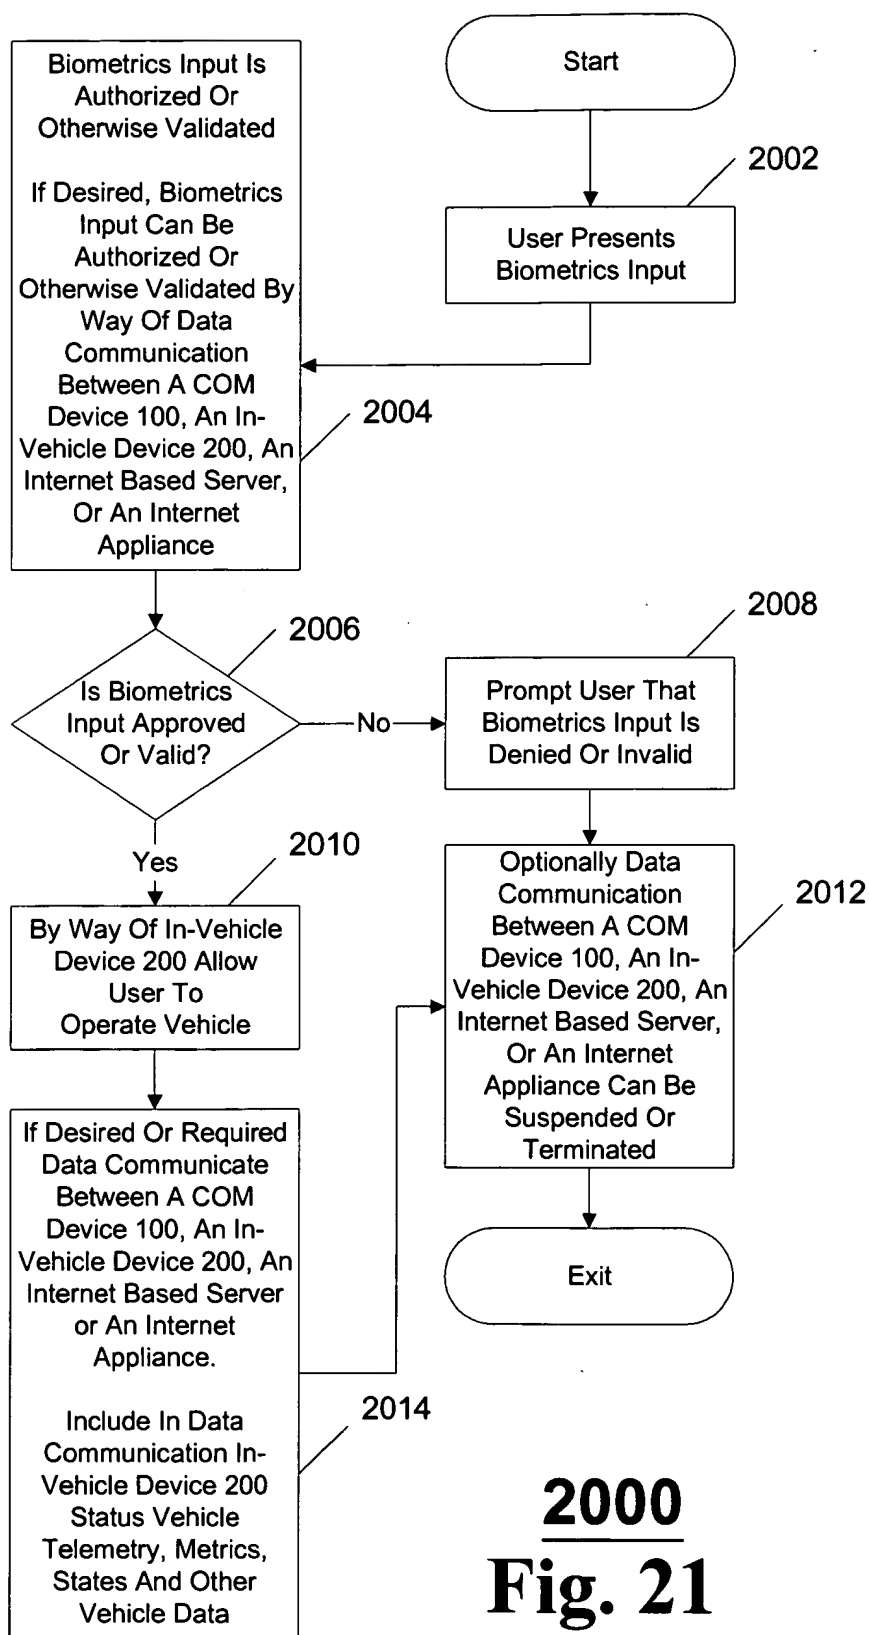 Start
2002
User Presents
Biometrics Input
Biometrics Input Is
Authorized Or
Otherwise Validated
If Desired, Biometrics
Input Can Be
Authorized Or
Otherwise Validated By
Way Of Data
Communication
Between A COM
Device 100, An In-
Vehicle Device 200, An
Internet Based Server,
Or An Internet
Appliance
2004
2006
Is Biometrics
Input Approved
Or Valid?
No
2008
Prompt User That
Biometrics Input Is
Denied Or Invalid
Yes
2010
By Way Of In-Vehicle
Device 200 Allow
User To
Operate Vehicle
2012
Optionally Data
Communication
Between A COM
Device 100, An In-
Vehicle Device 200, An
Internet Based Server,
Or An Internet
Appliance Can Be
Suspended Or
Terminated
If Desired Or Required
Data Communicate
Between A COM
Device 100, An In-
Vehicle Device 200, An
Internet Based Server
or An Internet
Appliance.
Include In Data
Communication In-
Vehicle Device 200
Status Vehicle
Telemetry, Metrics,
States And Other
Vehicle Data
2014
Exit
2000
Fig. 21